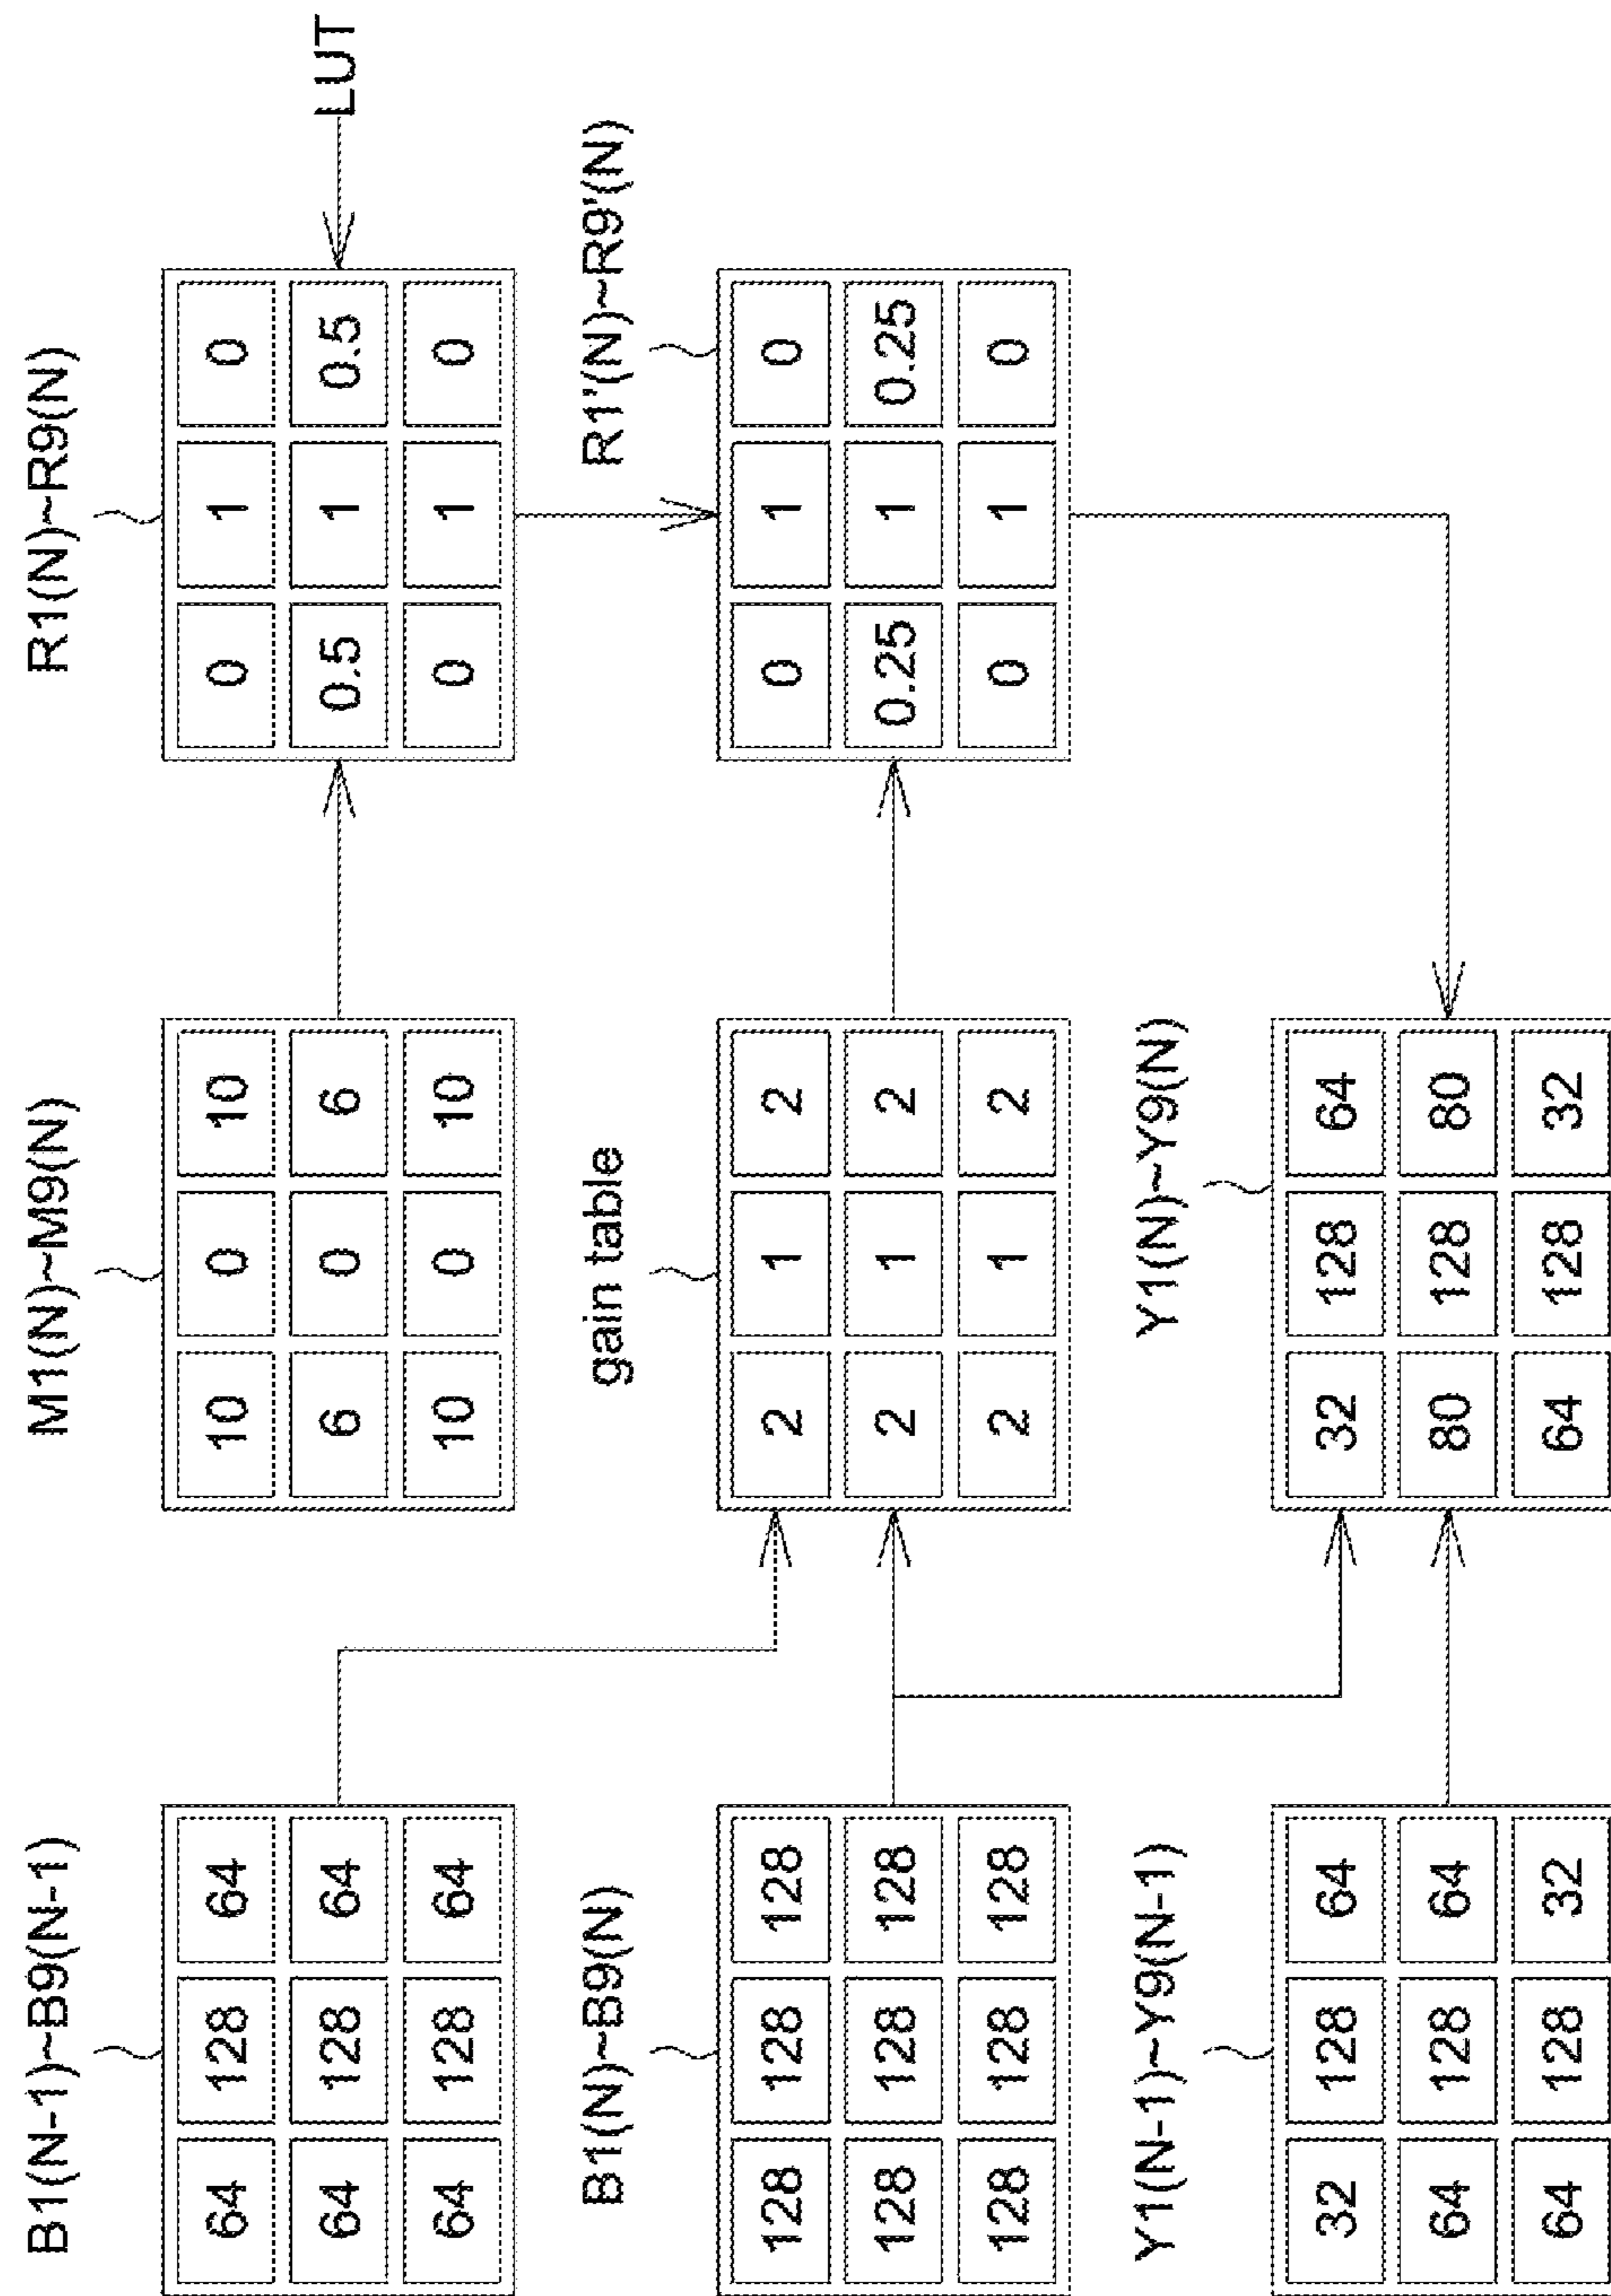 B1(N-1)~B9(N-1)
64 128 64
64 128 64
64 128 64
M1(N)~M9(N)
10 0 10
6 0 6
10 0 10
R1(N)~R9(N)
0 1 0
0.5 1 0.5
0 1 0
LUT
B1(N)~B9(N)
128 128 128
128 128 128
128 128 128
gain table
2 1 2
2 1 2
2 1 2
R1'(N)~R9'(N)
0 1 0
0.25 1 0.25
0 1 0
Y1(N-1)~Y9(N-1)
32 128 64
64 128 64
64 128 32
Y1(N)~Y9(N)
32 128 64
80 128 80
64 128 32